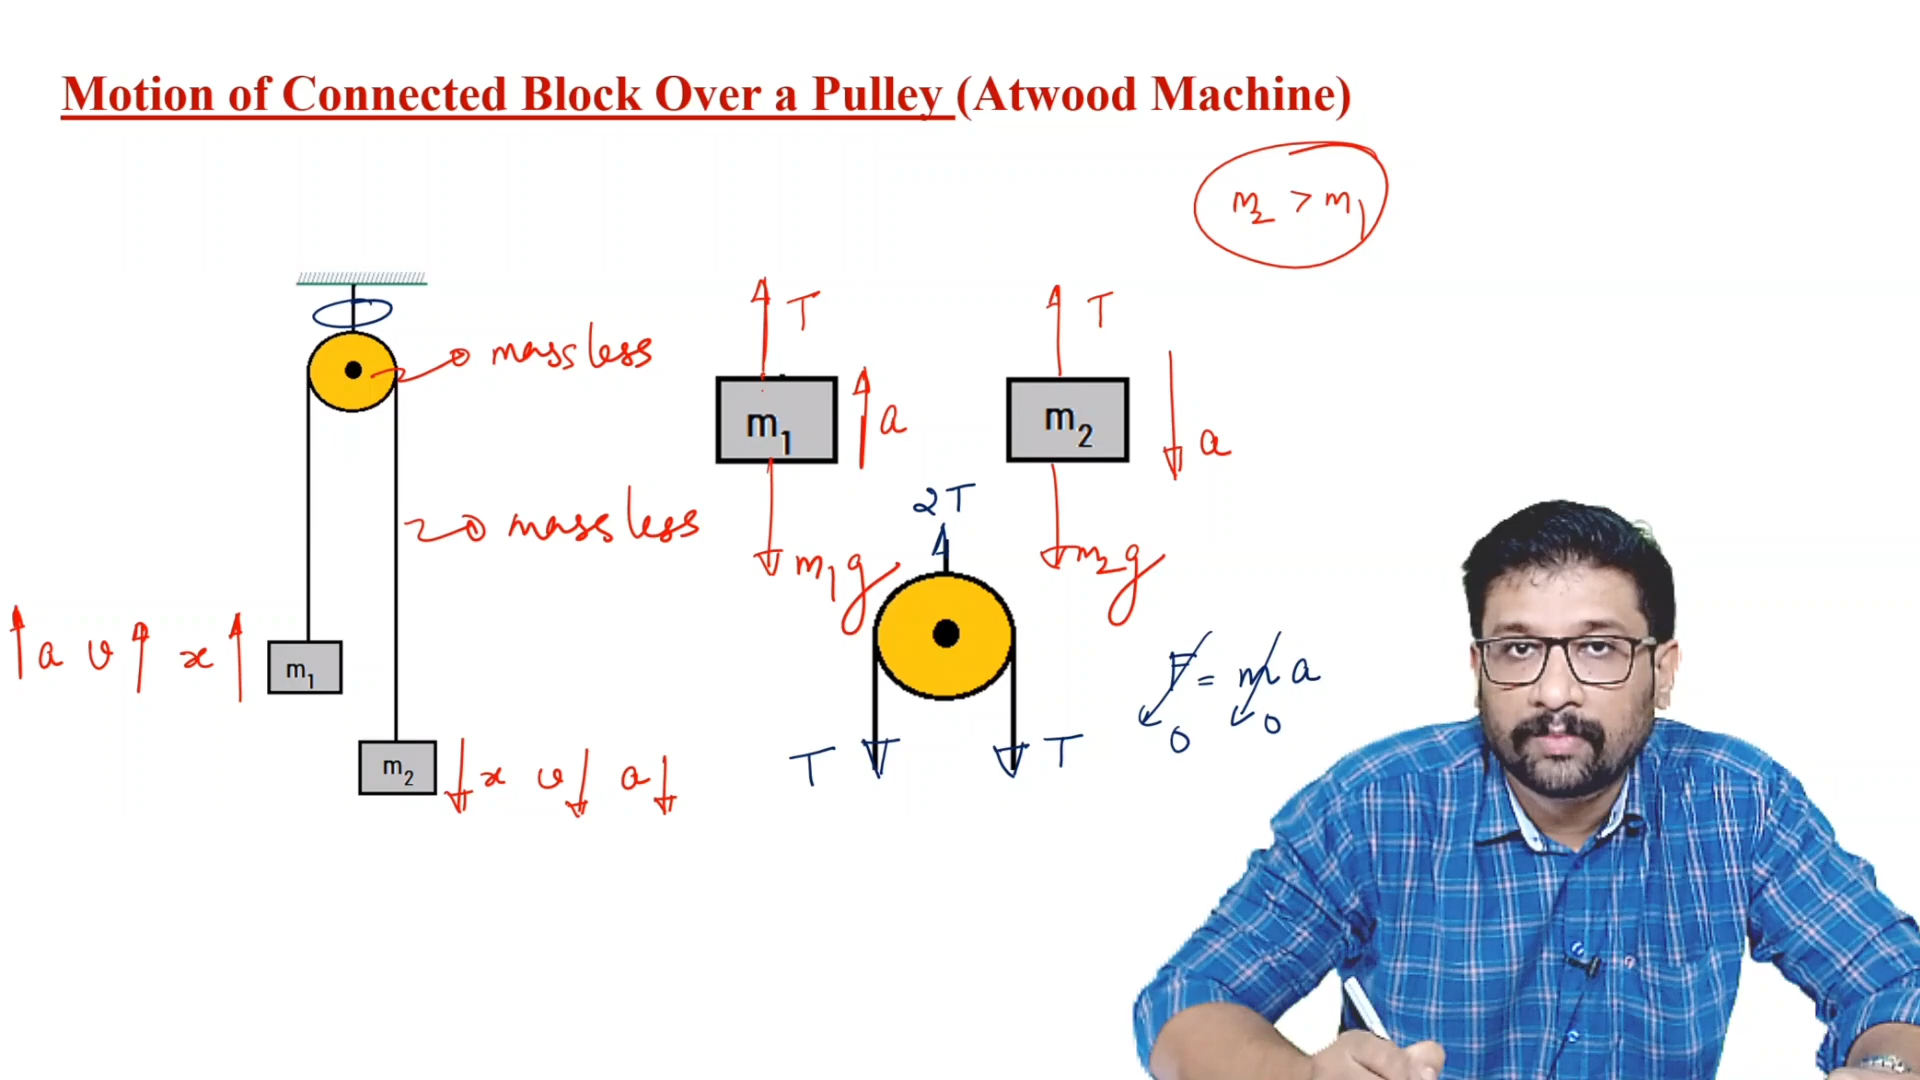 Motion of Connected Block Over a Pulley (Atwood Machine)
m₂ > m₁
massless
T
T
m₁
a
m₂
a
2T
massless
m₁g
m₂g
a v x
m₁
F = ma
0 0
T
T
m₂
x v a